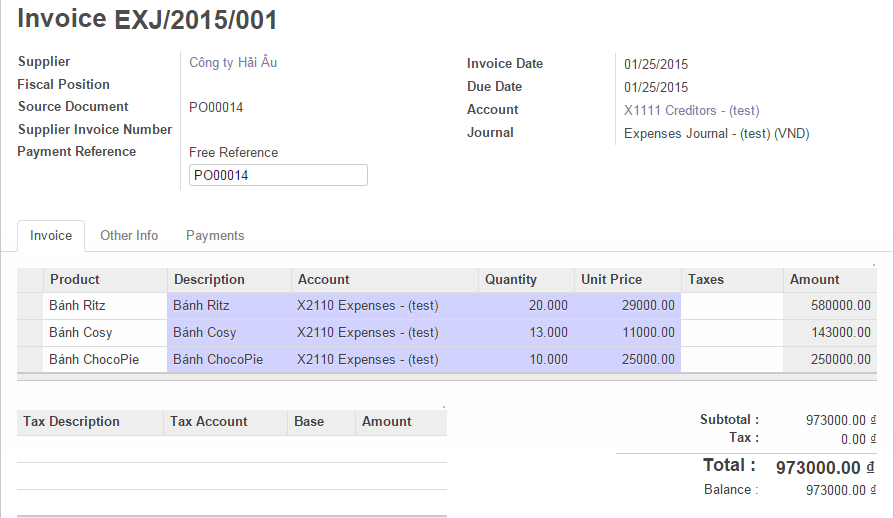 Invoice EXJ/2015/001
Supplier Công ty Hải Âu Invoice Date 01/25/2015
Fiscal Position Due Date 01/25/2015
Source Document PO00014 Account X1111 Creditors - (test)
Supplier Invoice Number Journal Expenses Journal - (test) (VND)
Payment Reference Free Reference
PO00014
Invoice Other Info Payments
Product Description Account Quantity Unit Price Taxes Amount
Bánh Ritz Bánh Ritz X2110 Expenses - (test) 20.000 29000.00 580000.00
Bánh Cosy Bánh Cosy X2110 Expenses - (test) 13.000 11000.00 143000.00
Bánh ChocoPie Bánh ChocoPie X2110 Expenses - (test) 10.000 25000.00 250000.00
Tax Description Tax Account Base Amount
Subtotal : 973000.00 ₫
Tax : 0.00 ₫
Total : 973000.00 ₫
Balance : 973000.00 ₫